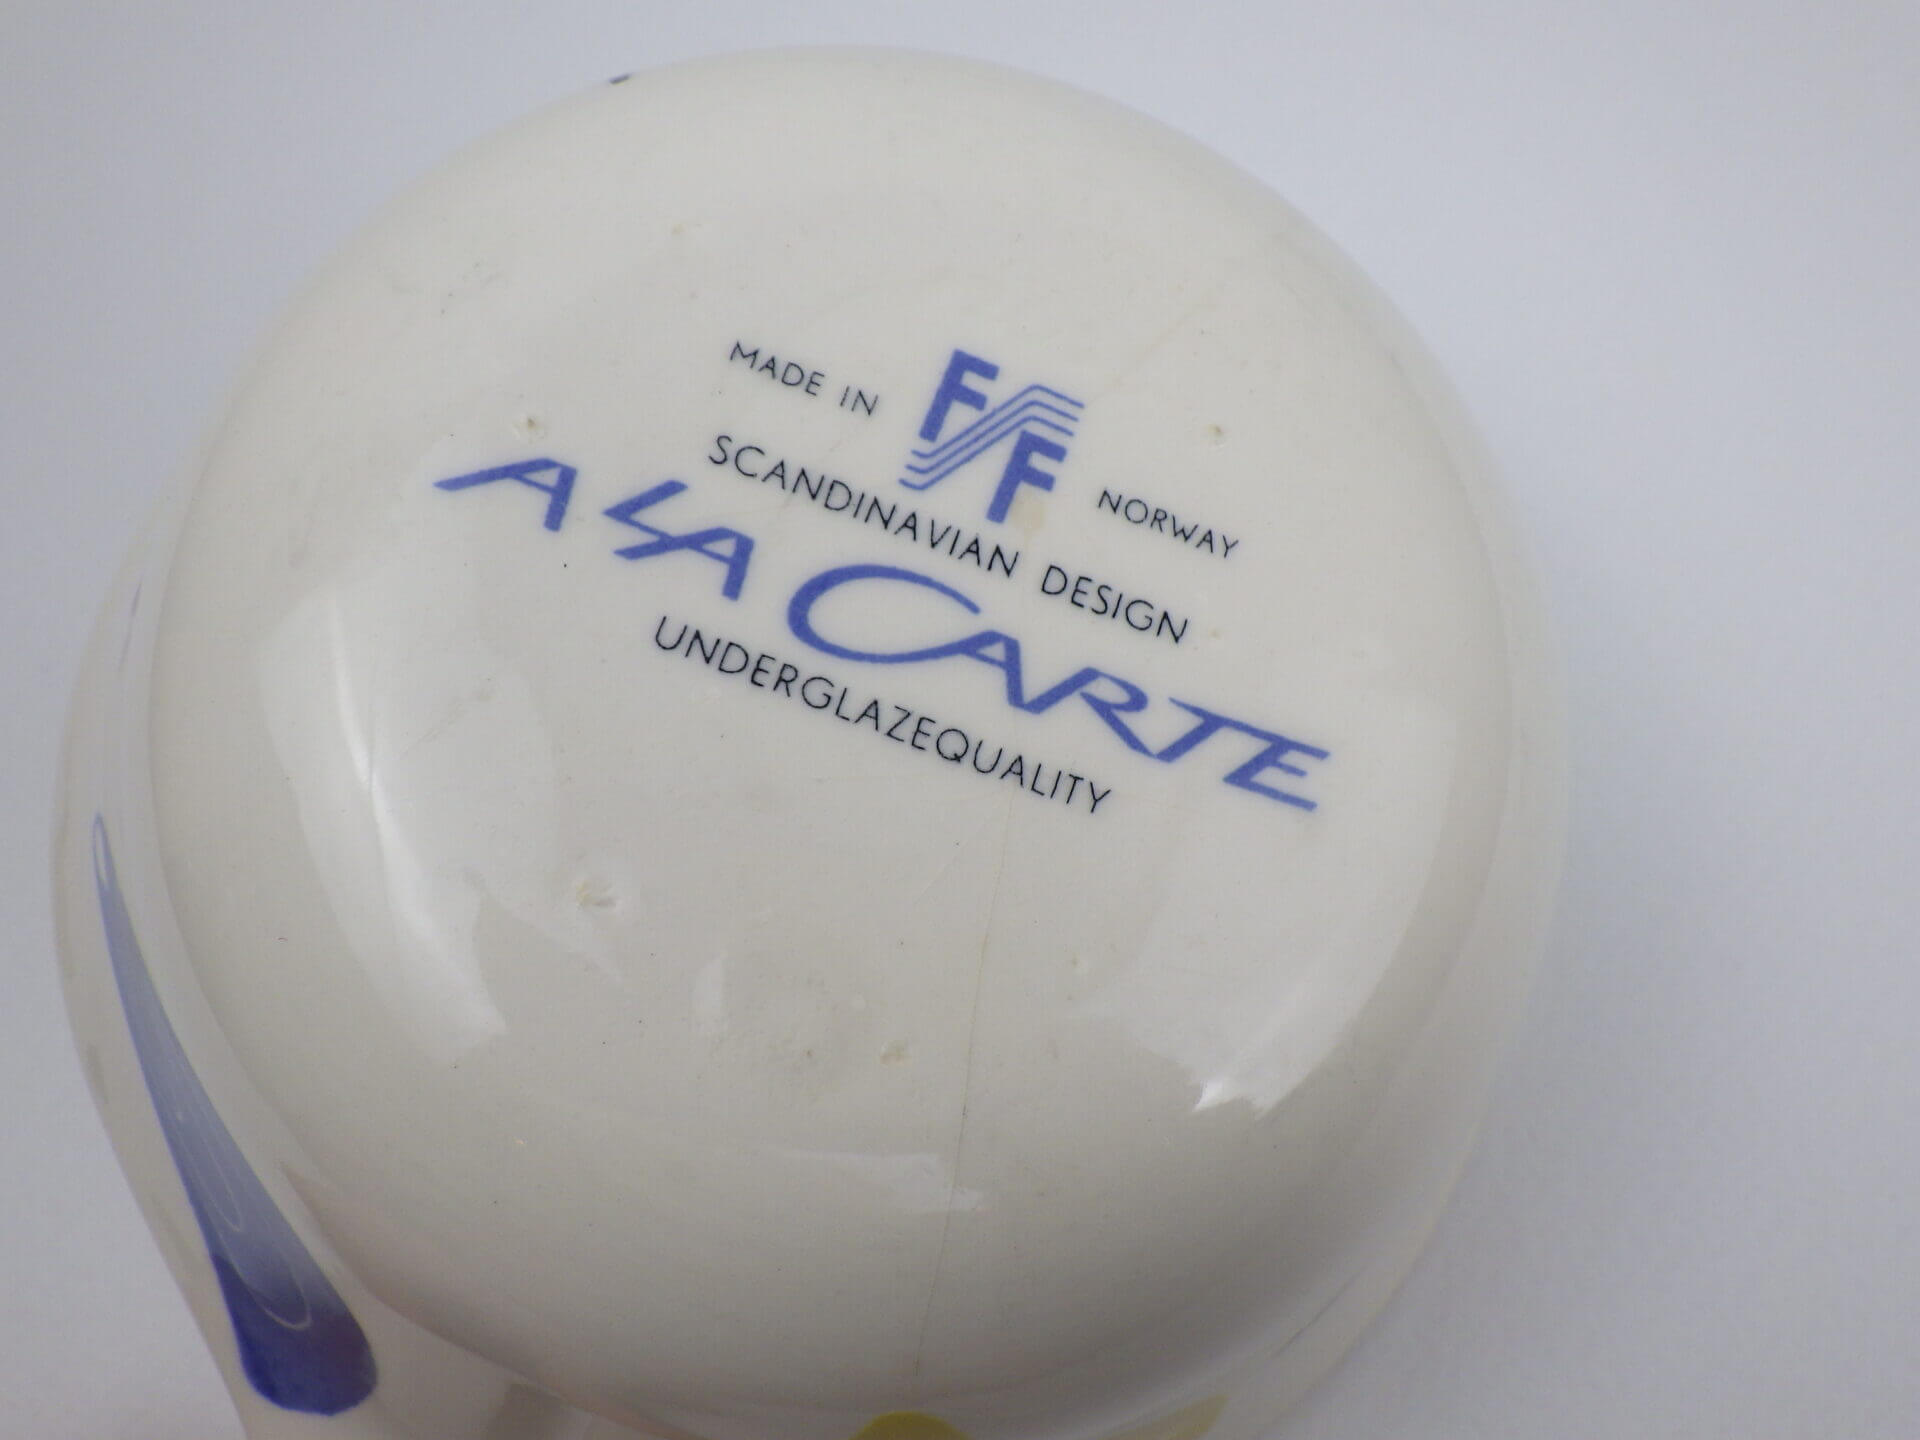 MADE IN FF NORWAY
SCANDINAVIAN DESIGN
A LA CARTE
UNDERGLAZEQUALITY